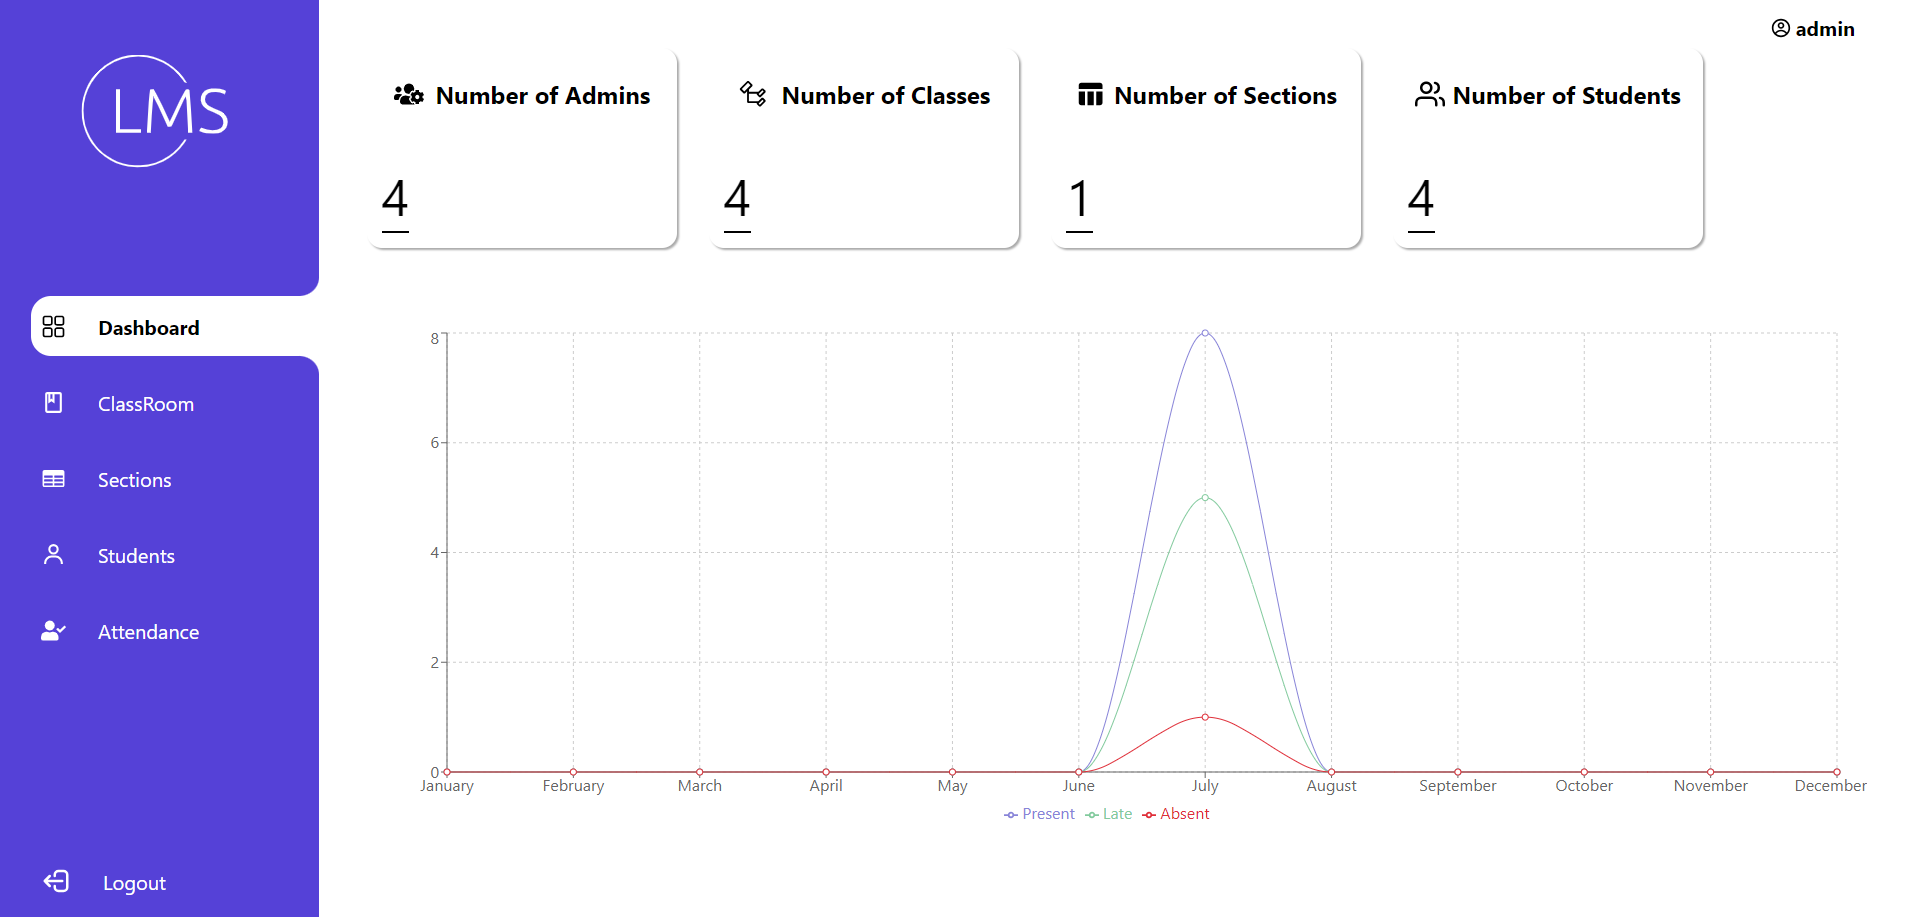 LMS
Dashboard
ClassRoom
Sections
Students
Attendance
Logout
admin
Number of Admins
4
Number of Classes
4
Number of Sections
1
Number of Students
4
8
6
4
2
0
January February March April May June July August September October November December
Present Late Absent